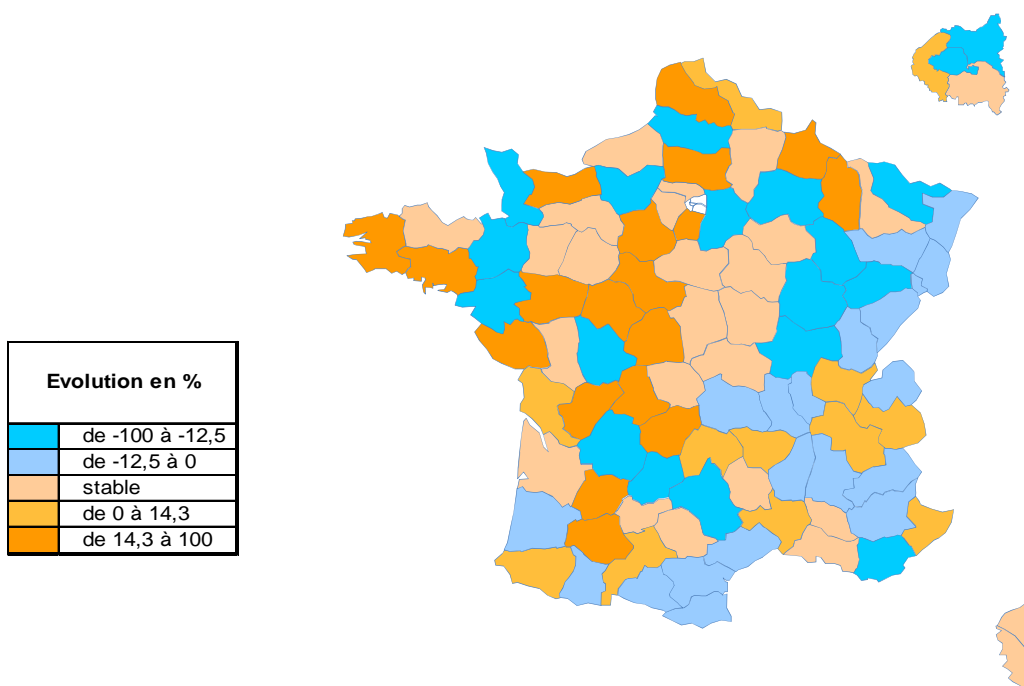 Evolution en %
de -100 à -12,5
de -12,5 à 0
stable
de 0 à 14,3
de 14,3 à 100